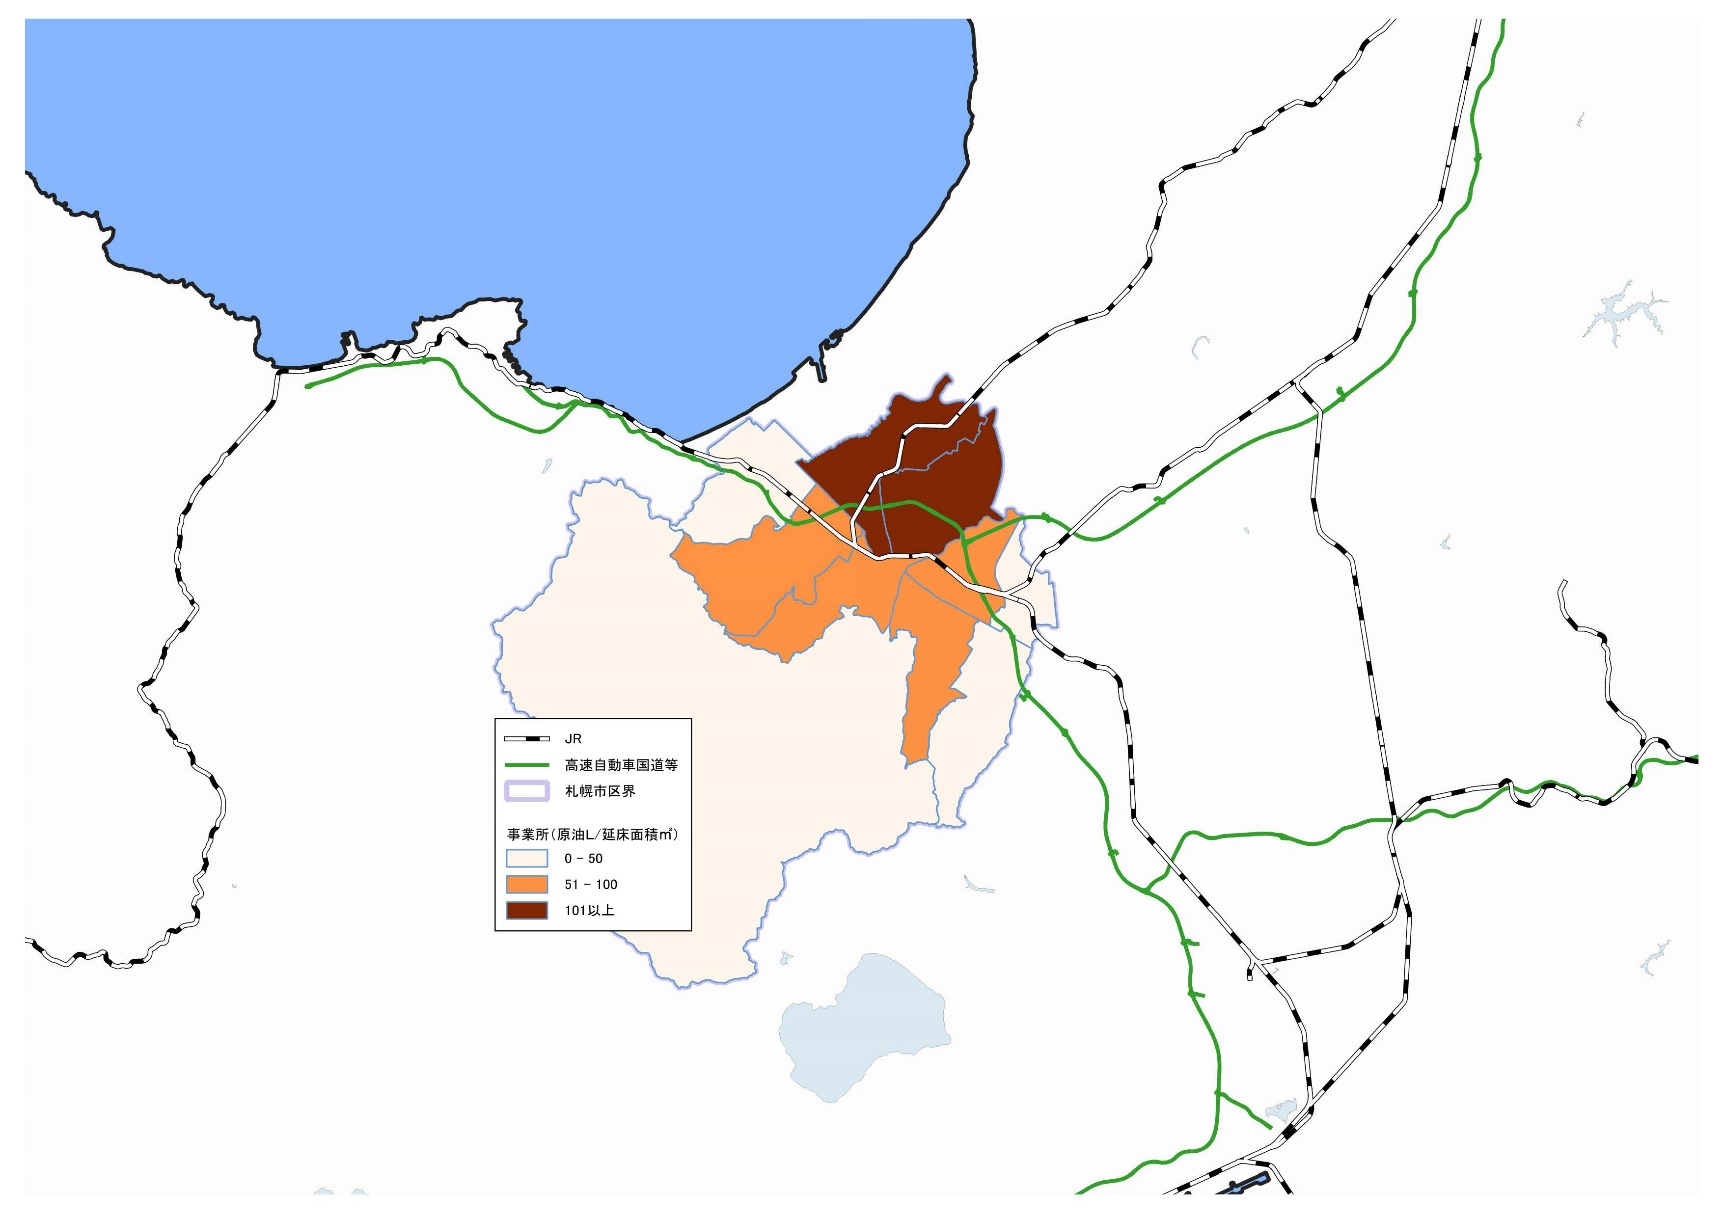 JR
高速自動車国道等
札幌市区界
事業所(原油L/延床面積㎡)
0 - 50
51 - 100
101以上